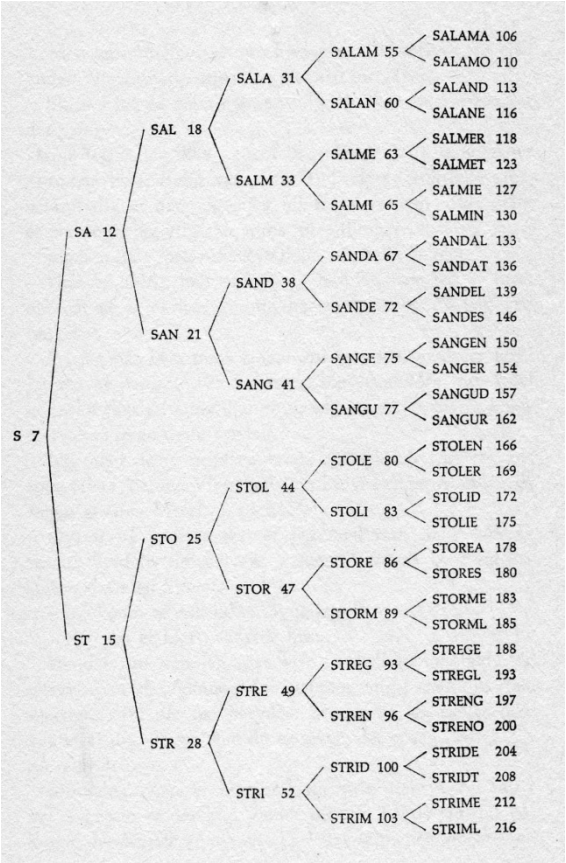 SALAMA 106
SALAM 55
SALAMO 110
SALA 31
SALAND 113
SALAN 60
SALANE 116
SAL 18
SALMER 118
SALME 63
SALMET 123
SALM 33
SALMIE 127
SALMI 65
SALMIN 130
SA 12
SANDAL 133
SANDA 67
SANDAT 136
SAND 38
SANDEL 139
SANDE 72
SANDES 146
SAN 21
SANGEN 150
SANGE 75
SANGER 154
SANG 41
SANGUD 157
SANGU 77
SANGUR 162
S 7
STOLEN 166
STOLE 80
STOLER 169
STOL 44
STOLID 172
STOLI 83
STOLIE 175
STO 25
STOREA 178
STORE 86
STORES 180
STOR 47
STORME 183
STORM 89
STORML 185
ST 15
STREGE 188
STREG 93
STREGL 193
STRE 49
STRENG 197
STREN 96
STRENO 200
STR 28
STRIDE 204
STRID 100
STRIDT 208
STRI 52
STRIME 212
STRIM 103
STRIML 216